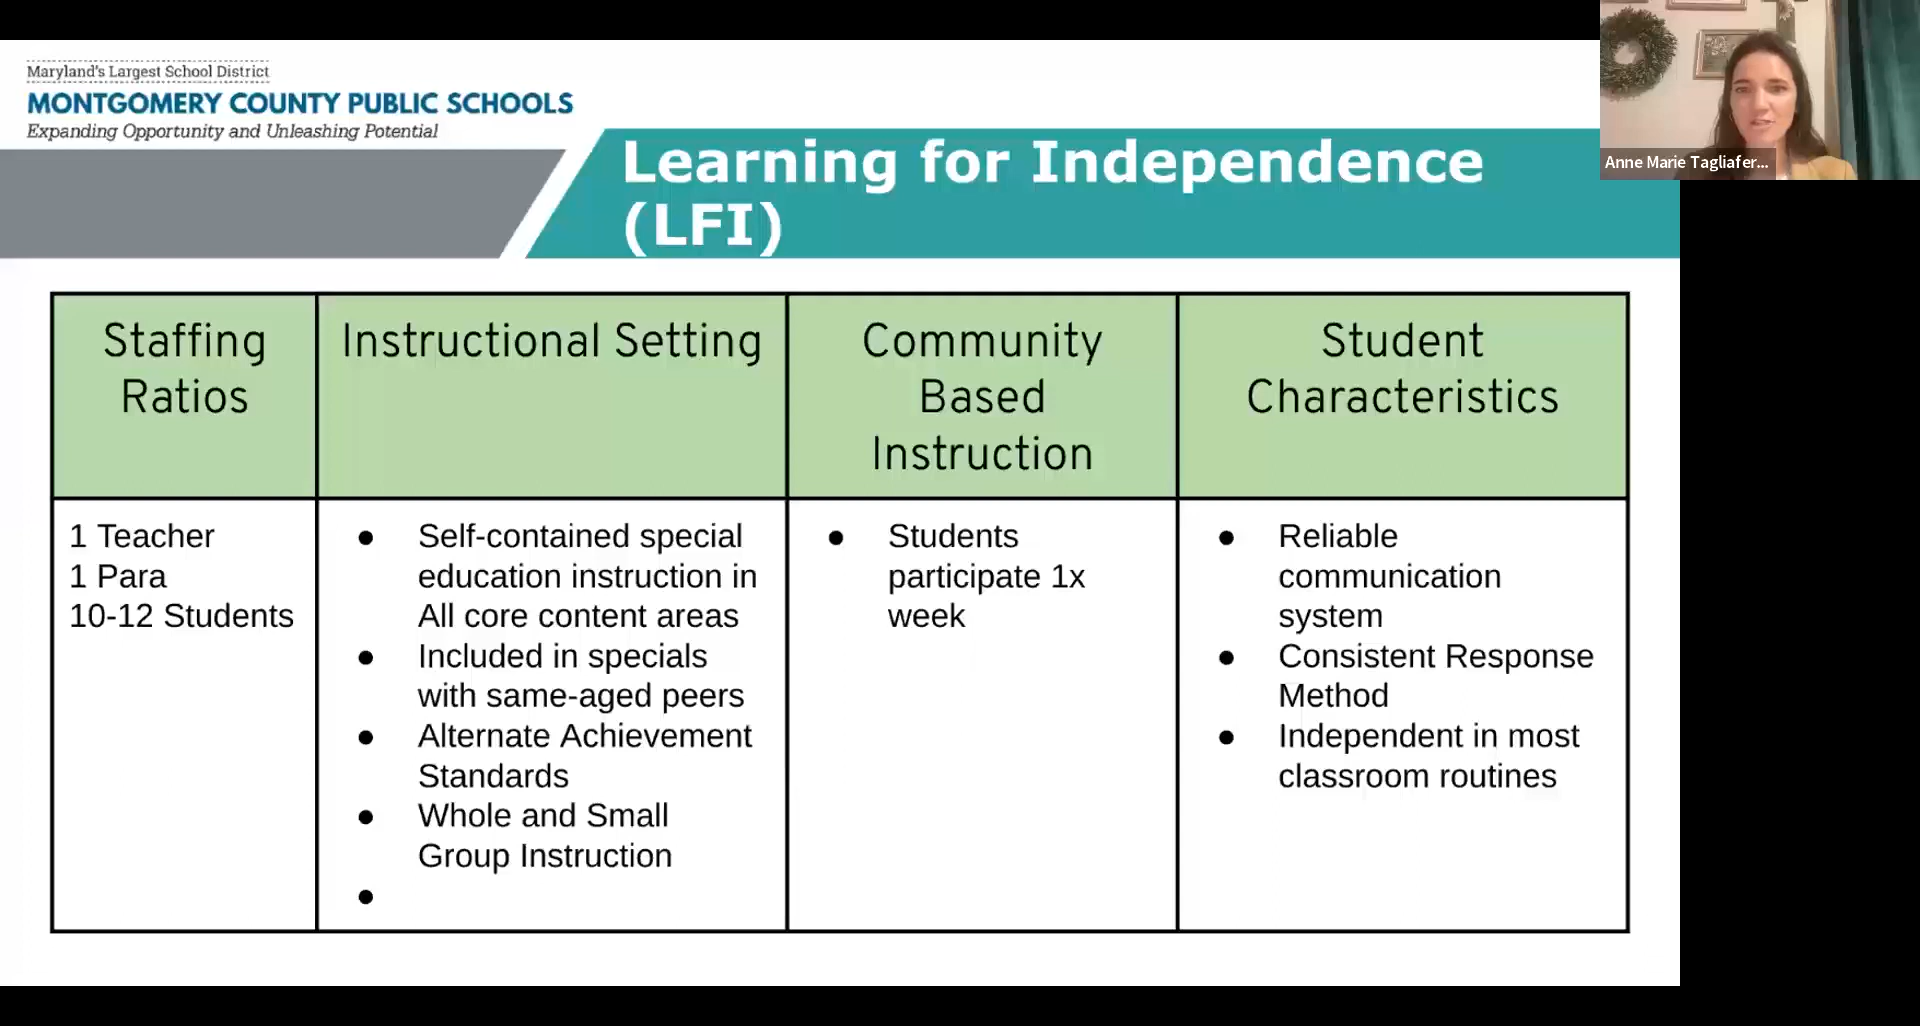 Maryland's Largest School District
MONTGOMERY COUNTY PUBLIC SCHOOLS
Expanding Opportunity and Unleashing Potential
Learning for Independence
(LFI)
Anne Marie Tagliafer...
Staffing
Ratios
Instructional Setting
Community
Based
Instruction
Student
Characteristics
1 Teacher
1 Para
10-12 Students
● Self-contained special
education instruction in
All core content areas
● Included in specials
with same-aged peers
● Alternate Achievement
Standards
● Whole and Small
Group Instruction
●
● Students
participate 1x
week
● Reliable
communication
system
● Consistent Response
Method
● Independent in most
classroom routines